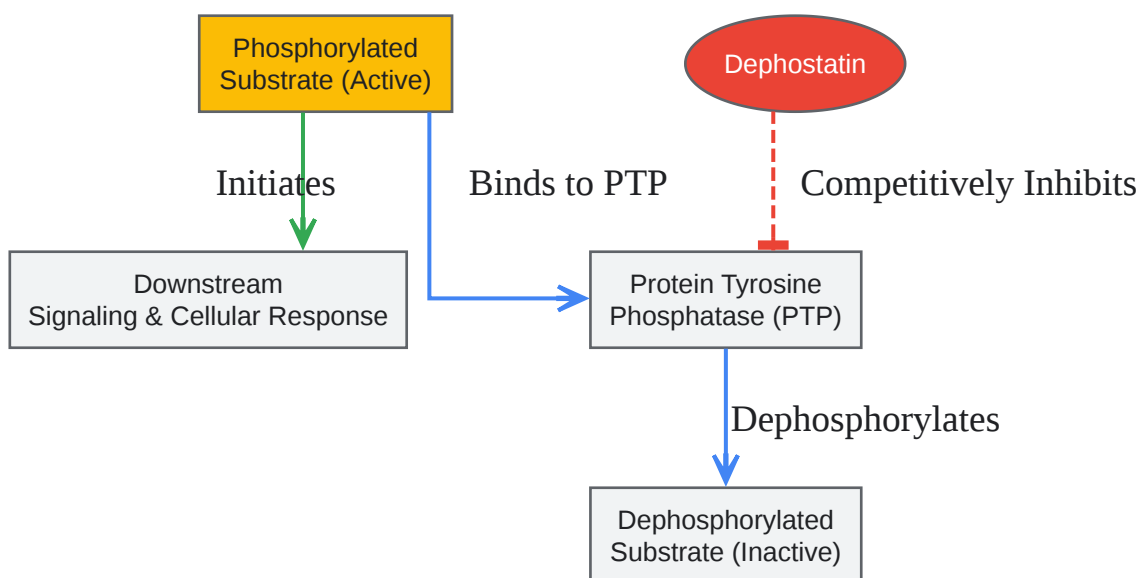 Phosphorylated
Substrate (Active)
Dephostatin
Initiates
Binds to PTP
Competitively Inhibits
Downstream
Signaling & Cellular Response
Protein Tyrosine
Phosphatase (PTP)
Dephosphorylates
Dephosphorylated
Substrate (Inactive)